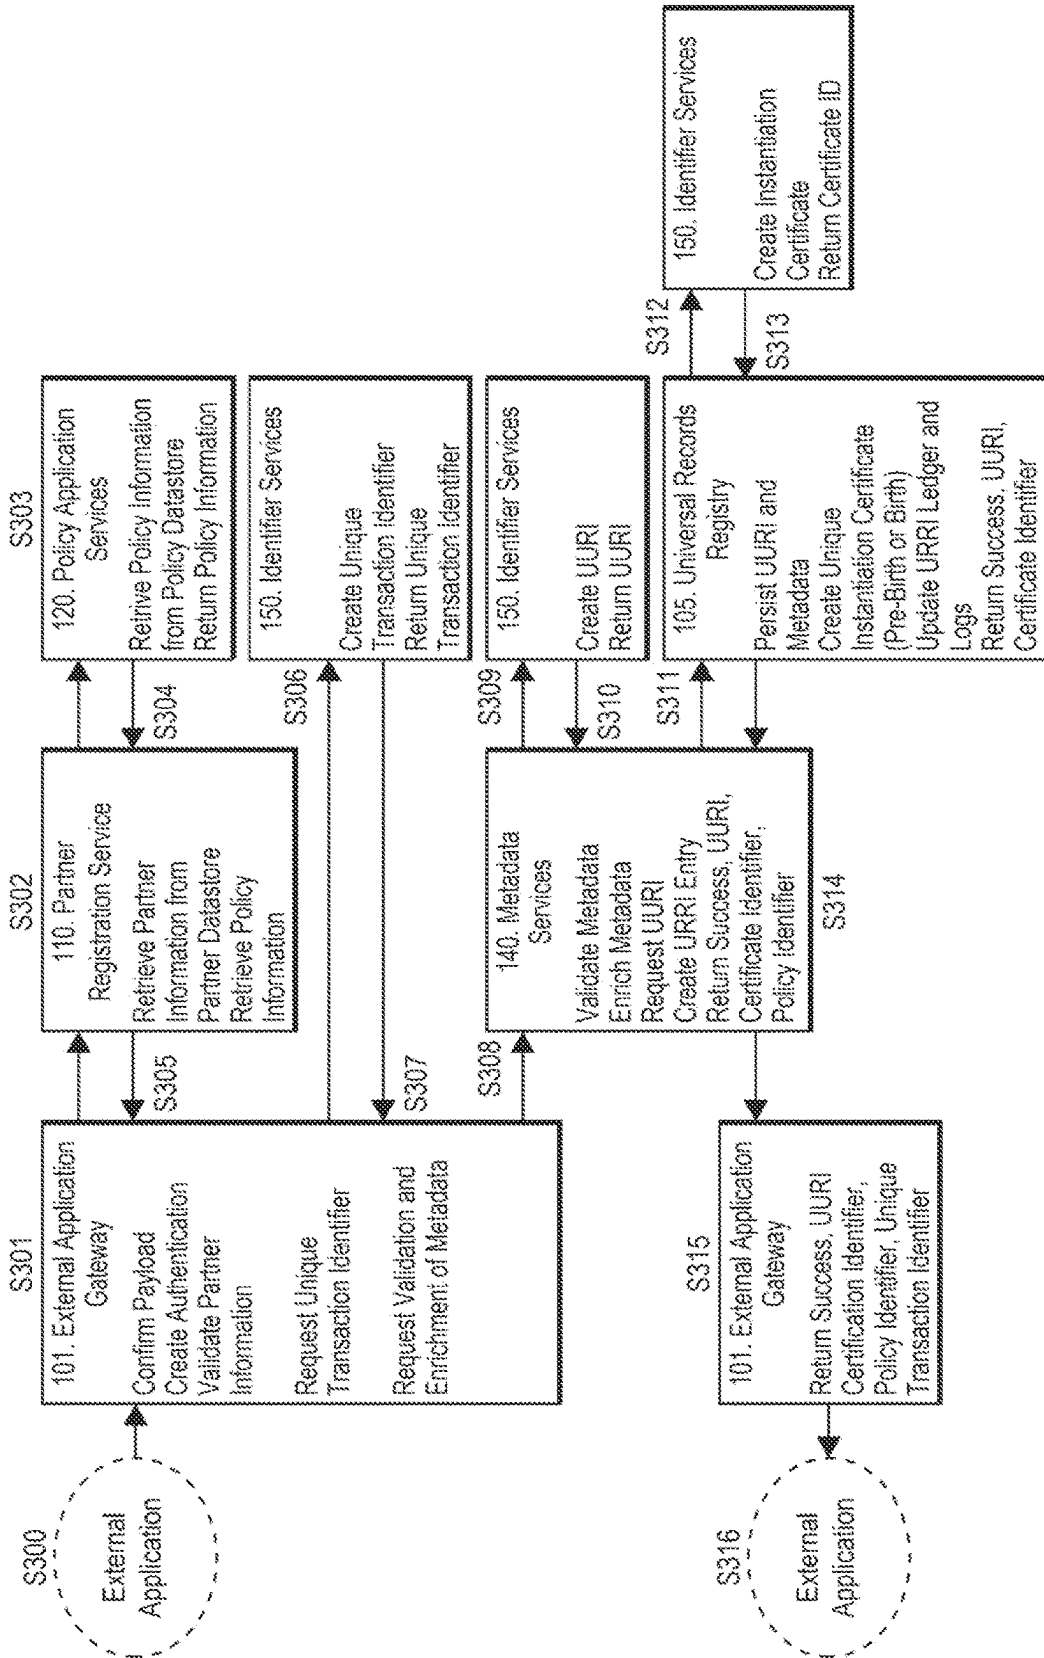 S300
External
Application
S301
101. External Application
Gateway
Confirm Payload
Create Authentication
Validate Partner
Information
Request Unique
Transaction Identifier
Request Validation and
Enrichment of Metadata
S302
110. Partner
Registration Service
Retrieve Partner
Information from
Partner Datastore
Retrieve Policy
Information
S303
120. Policy Application
Services
Retrive Policy Information
from Policy Datastore
Return Policy Information
S304
S305
S306
150. Identifier Services
Create Unique
Transaction Identifier
Return Unique
Transaction Identifier
S307
S308
140. Metadata
Services
Validate Metadata
Enrich Metadata
Request UURI
Create URRI Entry
Return Success, UURI,
Certificate Identifier,
Policy Identifier
S309
150. Identifier Services
Create UURI
Return UURI
S310
S311
105. Universal Records
Registry
Persist UURI and
Metadata
Create Unique
Instantiation Certificate
(Pre-Birth or Birth)
Update URRI Ledger and
Logs
Return Success, UURI,
Certificate Identifier
S312
150. Identifier Services
Create Instantiation
Certificate
Return Certificate ID
S313
S314
S315
101. External Application
Gateway
Return Success, UURI
Certification Identifier,
Policy Identifier, Unique
Transaction Identifier
S316
External
Application